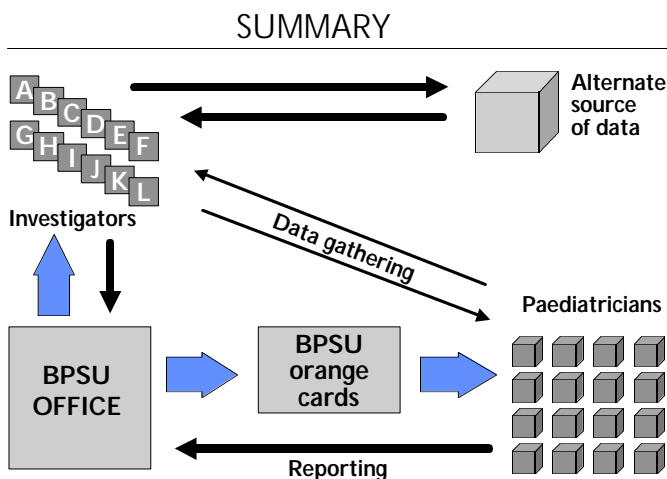 SUMMARY
A
B
C
D
E
F
G
H
I
J
K
L
Investigators
Alternate
source
of data
Data gathering
Paediatricians
BPSU
OFFICE
BPSU
orange
cards
Reporting